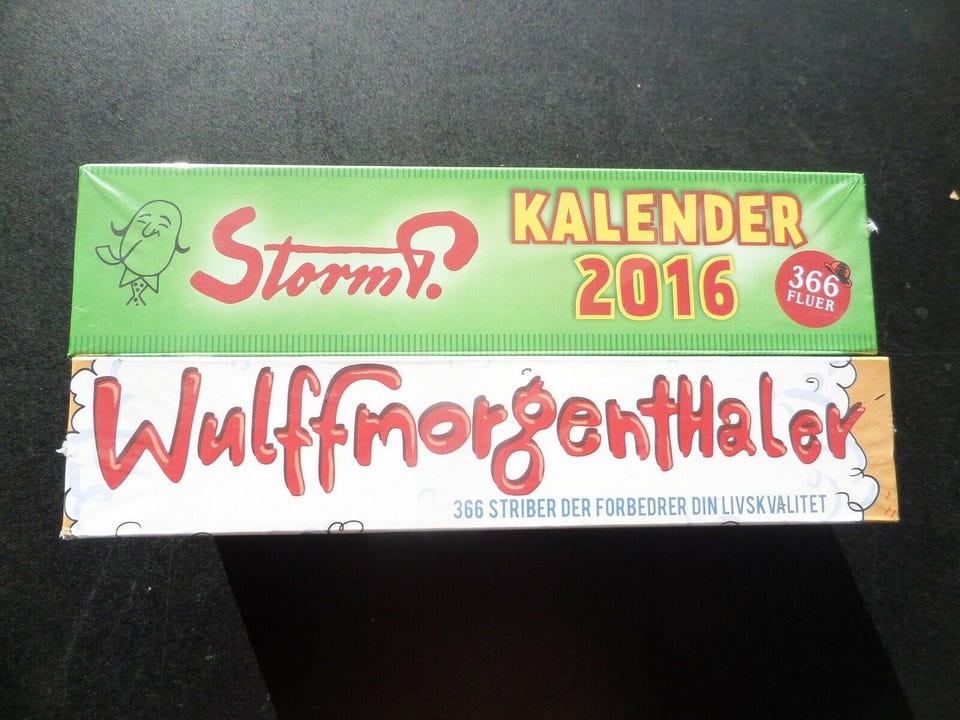 Storm P.
KALENDER
2016
366
FLUER
Wulffmorgenthaler
366 STRIBER DER FORBEDRER DIN LIVSKVALITET